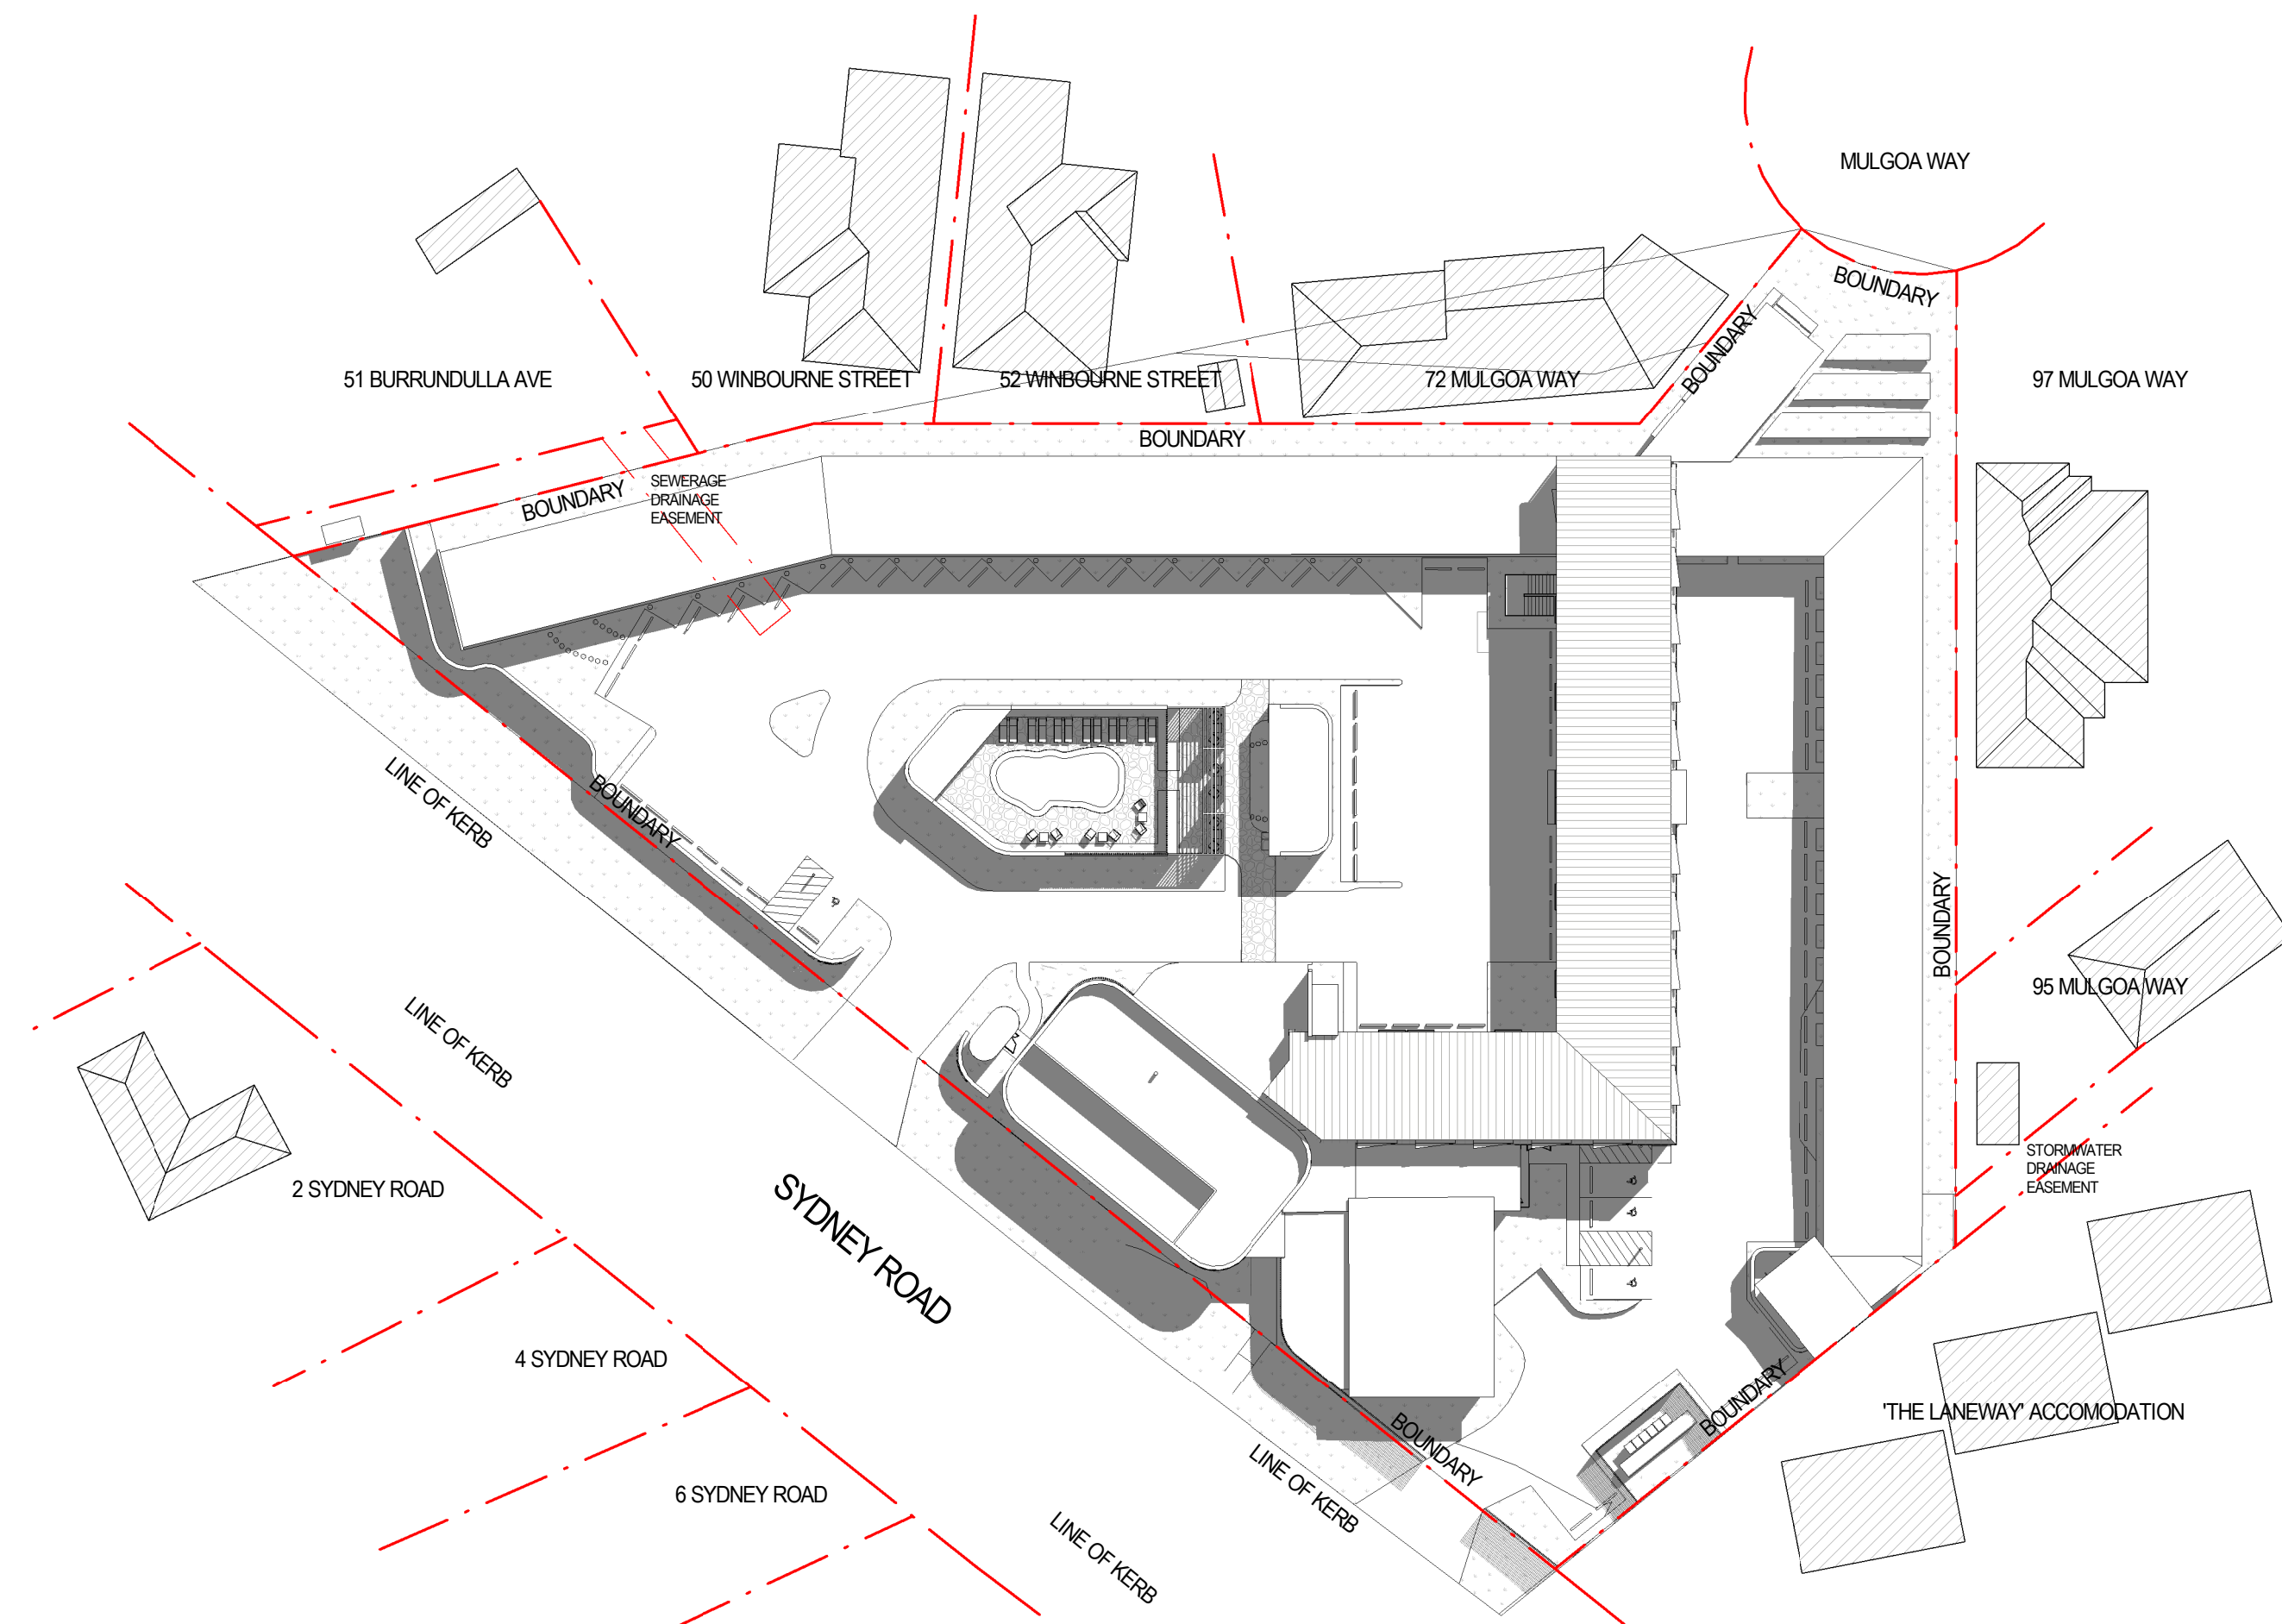 MULGOA WAY
BOUNDARY
BOUNDARY
51 BURRUNDULLA AVE
50 WINBOURNE STREET
52 WINBOURNE STREET
72 MULGOA WAY
97 MULGOA WAY
BOUNDARY
BOUNDARY
SEWERAGE
DRAINAGE
EASEMENT
LINE OF KERB
BOUNDARY
BOUNDARY
95 MULGOA WAY
LINE OF KERB
STORMWATER
DRAINAGE
EASEMENT
2 SYDNEY ROAD
SYDNEY ROAD
4 SYDNEY ROAD
BOUNDARY
'THE LANEWAY' ACCOMODATION
BOUNDARY
LINE OF KERB
6 SYDNEY ROAD
LINE OF KERB